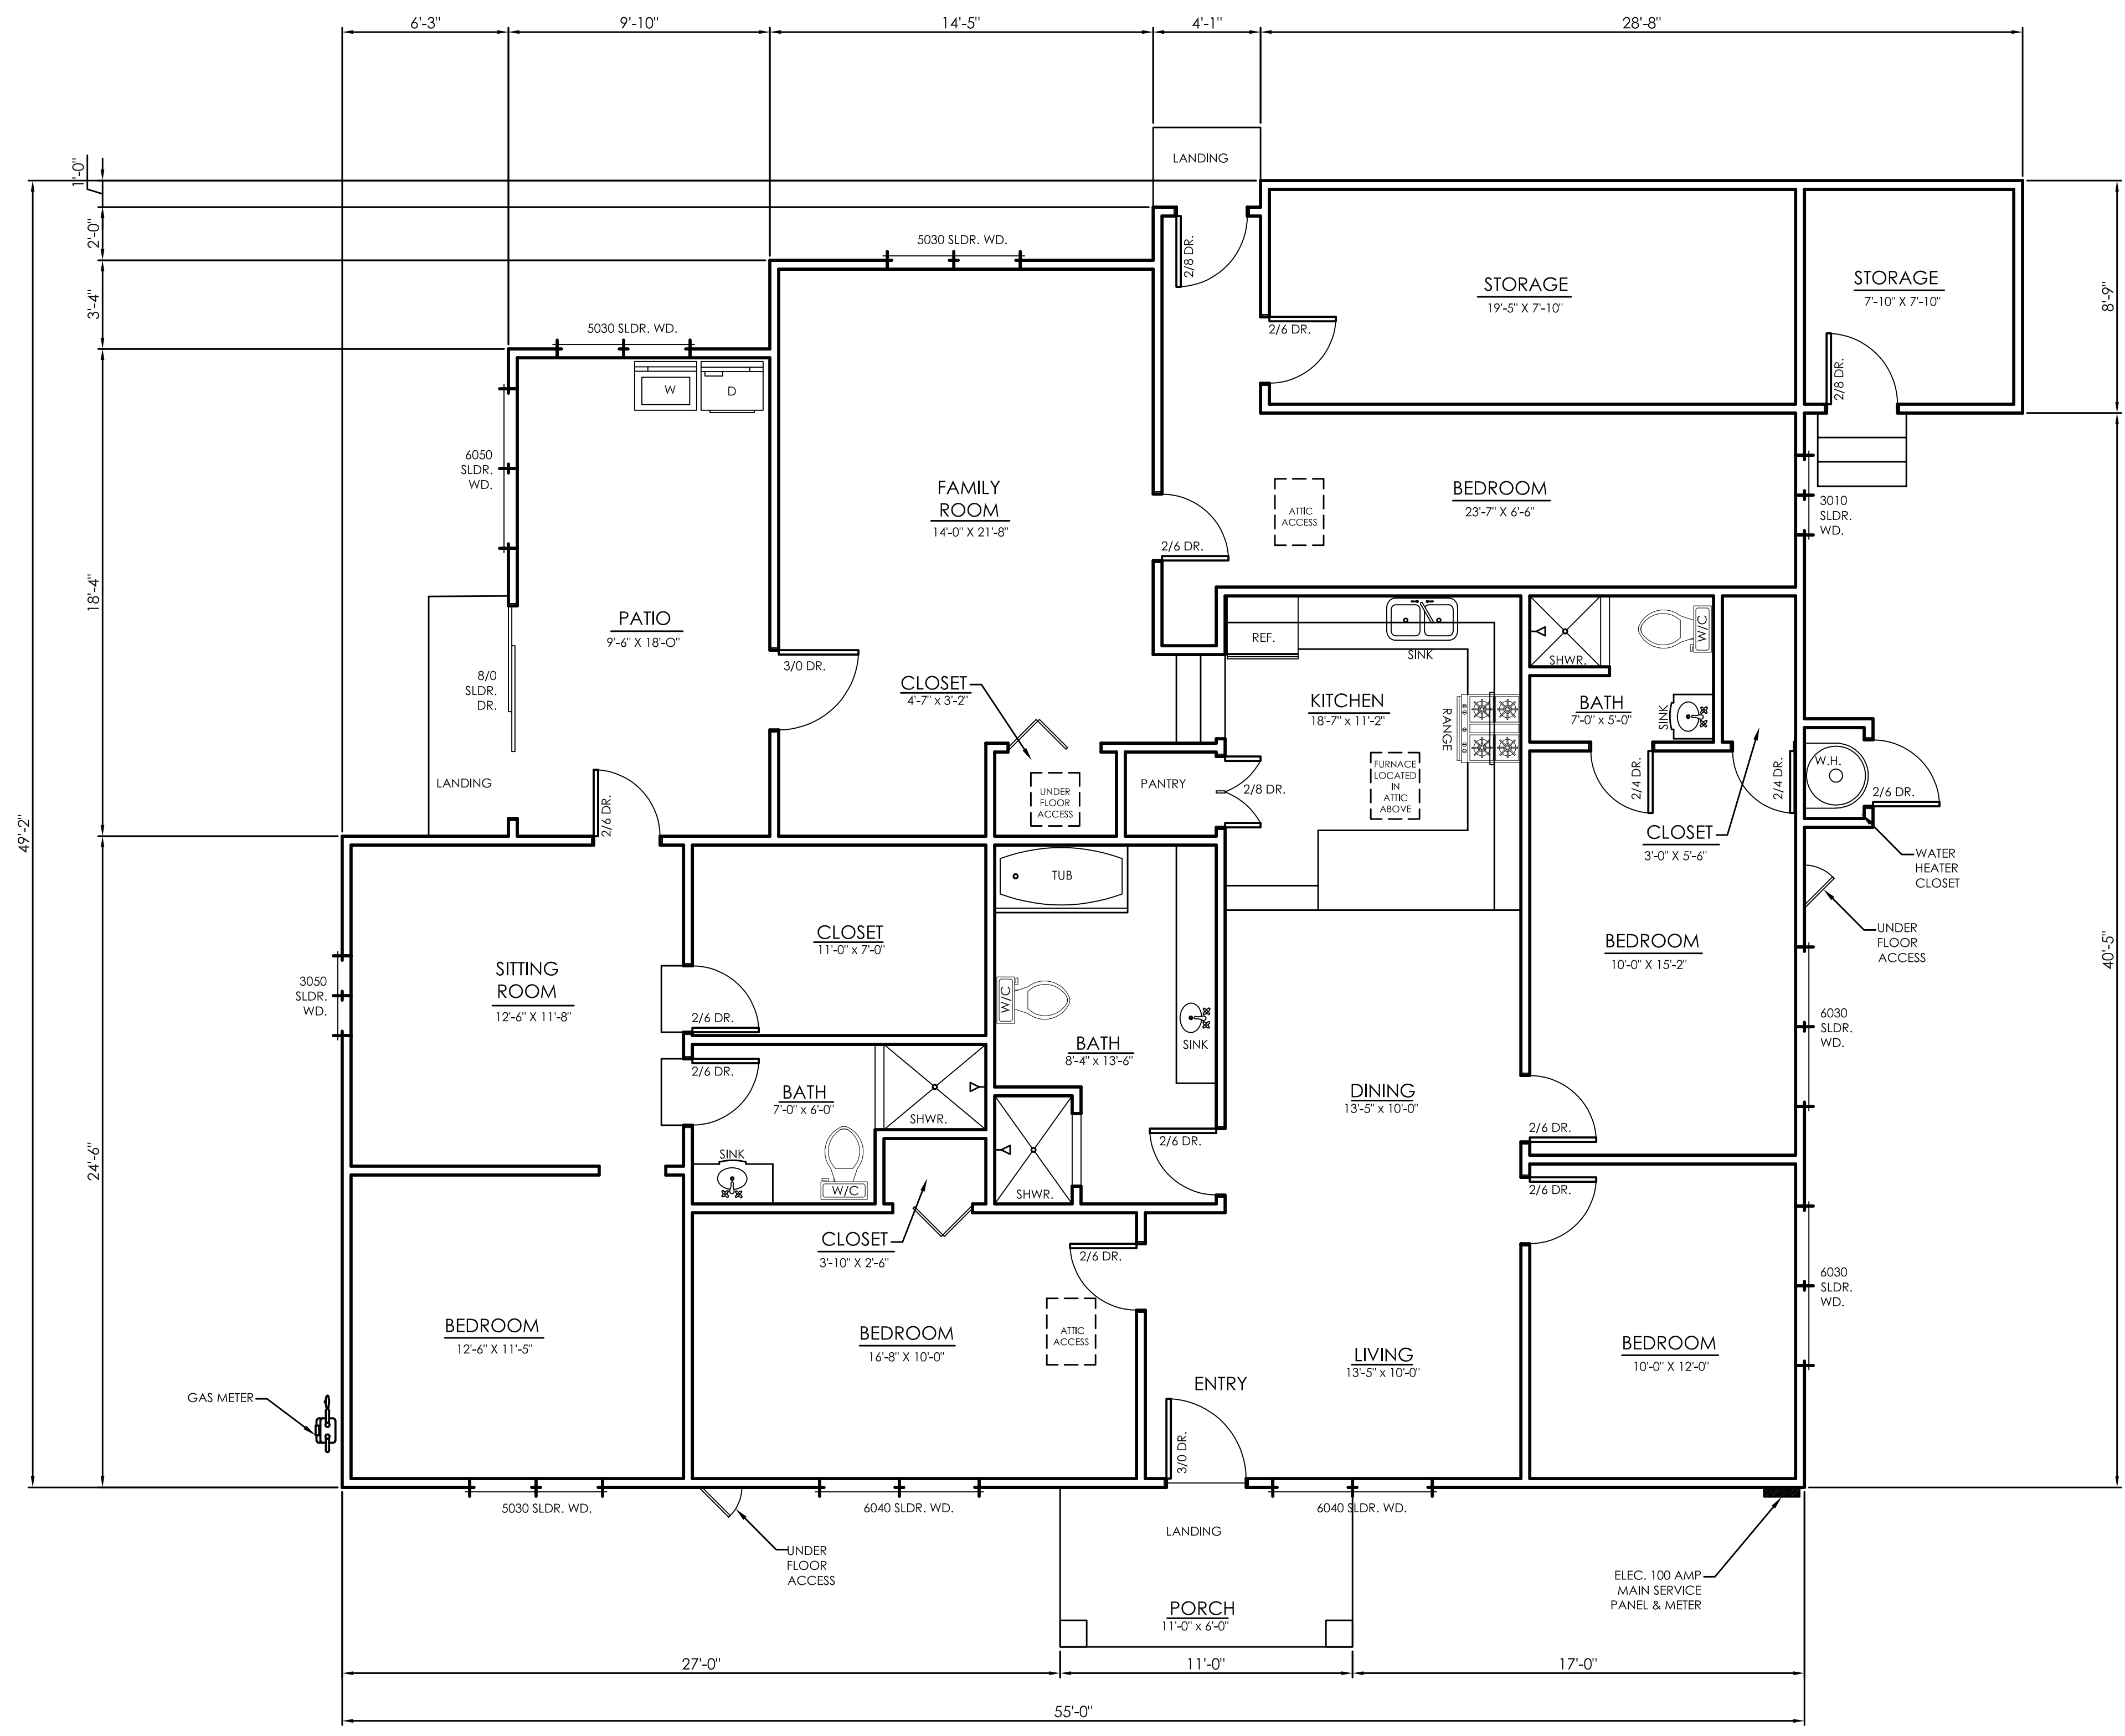 6'-3"
9'-10"
14'-5"
4'-1"
28'-8"
LANDING
1'-0"
2'-0"
3'-4"
18'-4"
49'-2"
24'-6"
8'-9"
40'-5"
5030 SLDR. WD.
2/8 DR.
STORAGE
19'-5" X 7'-10"
STORAGE
7'-10" X 7'-10"
2/6 DR.
2/8 DR.
5030 SLDR. WD.
W
D
6050
SLDR.
WD.
FAMILY
ROOM
14'-0" X 21'-8"
ATTIC
ACCESS
BEDROOM
23'-7" X 6'-6"
3010
SLDR.
WD.
2/6 DR.
PATIO
9'-6" X 18'-O"
3/0 DR.
8/0
SLDR.
DR.
LANDING
2/6 DR.
CLOSET
4'-7" x 3'-2"
UNDER
FLOOR
ACCESS
PANTRY
2/8 DR.
REF.
SINK
KITCHEN
18'-7" x 11'-2"
RANGE
FURNACE
LOCATED
IN
ATTIC
ABOVE
SHWR.
W/C
BATH
7'-0" x 5'-0"
SINK
2/4 DR.
2/4 DR.
W.H.
2/6 DR.
CLOSET
3'-0" X 5'-6"
WATER
HEATER
CLOSET
UNDER
FLOOR
ACCESS
TUB
CLOSET
11'-0" x 7'-0"
BEDROOM
10'-0" X 15'-2"
SITTING
ROOM
12'-6" X 11'-8"
3050
SLDR.
WD.
2/6 DR.
W/C
SINK
BATH
8'-4" x 13'-6"
6030
SLDR.
WD.
2/6 DR.
BATH
7'-0" x 6'-0"
SHWR.
DINING
13'-5" x 10'-0"
2/6 DR.
2/6 DR.
SINK
W/C
SHWR.
2/6 DR.
CLOSET
3'-10" X 2'-6"
2/6 DR.
6030
SLDR.
WD.
BEDROOM
12'-6" X 11'-5"
BEDROOM
16'-8" X 10'-0"
ATTIC
ACCESS
LIVING
13'-5" x 10'-0"
BEDROOM
10'-0" X 12'-0"
ENTRY
GAS METER
3/0 DR.
5030 SLDR. WD.
6040 SLDR. WD.
6040 SLDR. WD.
LANDING
UNDER
FLOOR
ACCESS
ELEC. 100 AMP
MAIN SERVICE
PANEL & METER
PORCH
11'-0" x 6'-0"
27'-0"
11'-0"
17'-0"
55'-0"